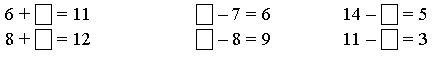 6 + □ = 11 □ – 7 = 6 14 – □ = 5
8 + □ = 12 □ – 8 = 9 11 – □ = 3